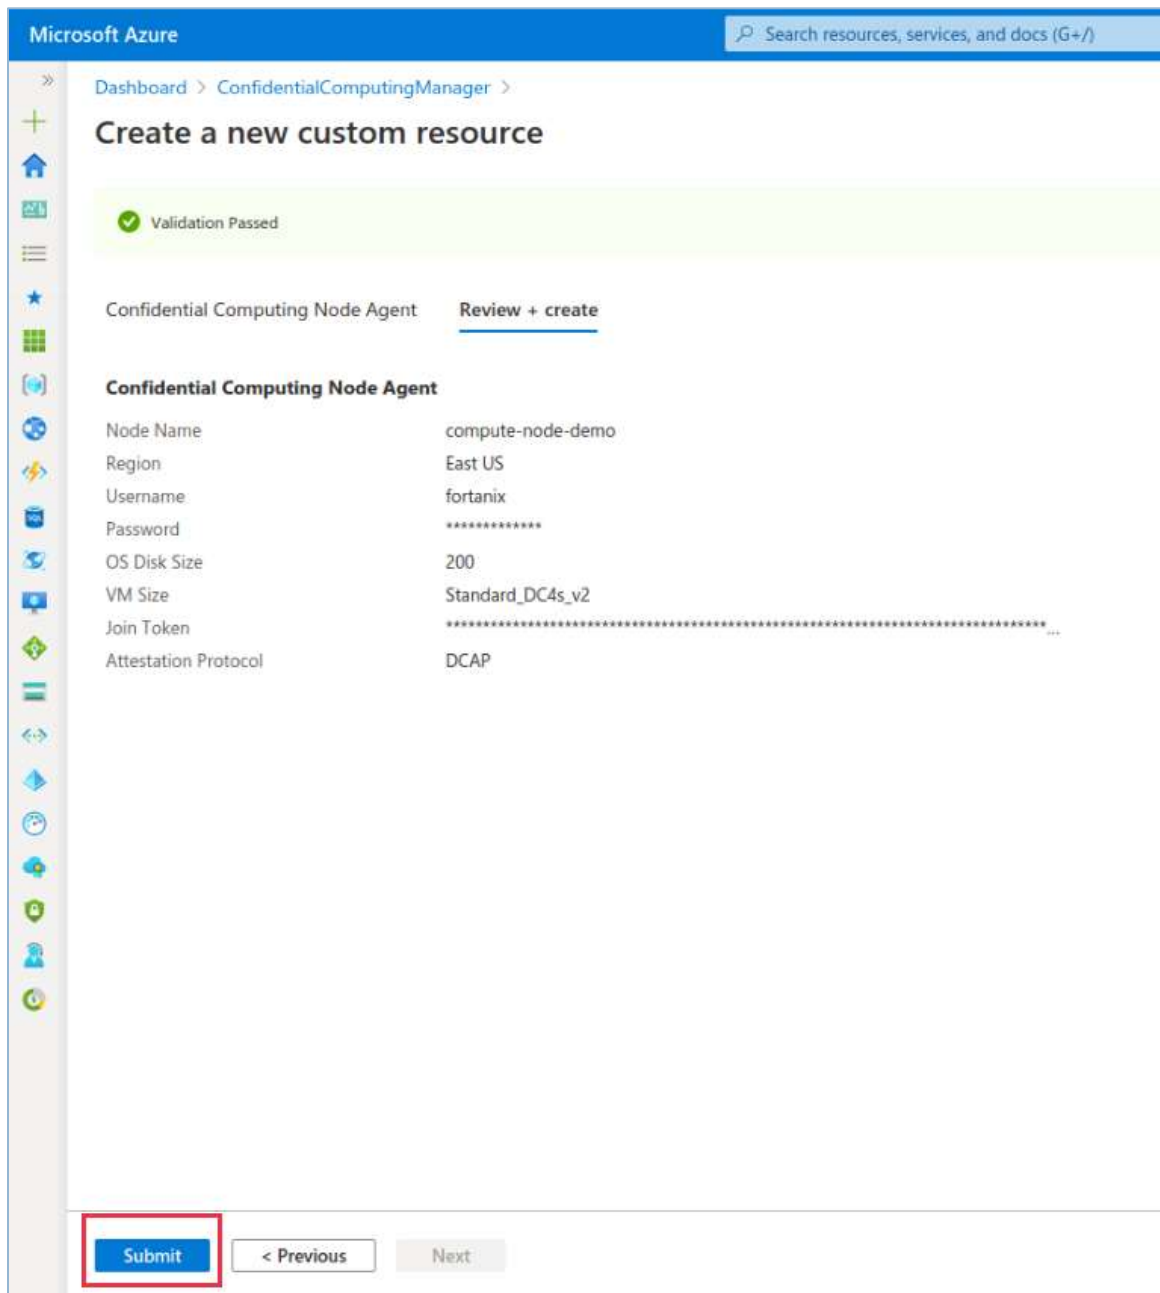 Microsoft Azure
Search resources, services, and docs (G+/)
Dashboard > ConfidentialComputingManager >
Create a new custom resource
Validation Passed
Confidential Computing Node Agent Review + create
Confidential Computing Node Agent
Node Name compute-node-demo
Region East US
Username fortanix
Password *************
OS Disk Size 200
VM Size Standard_DC4s_v2
Join Token *********************************************************************************...
Attestation Protocol DCAP
Submit < Previous Next